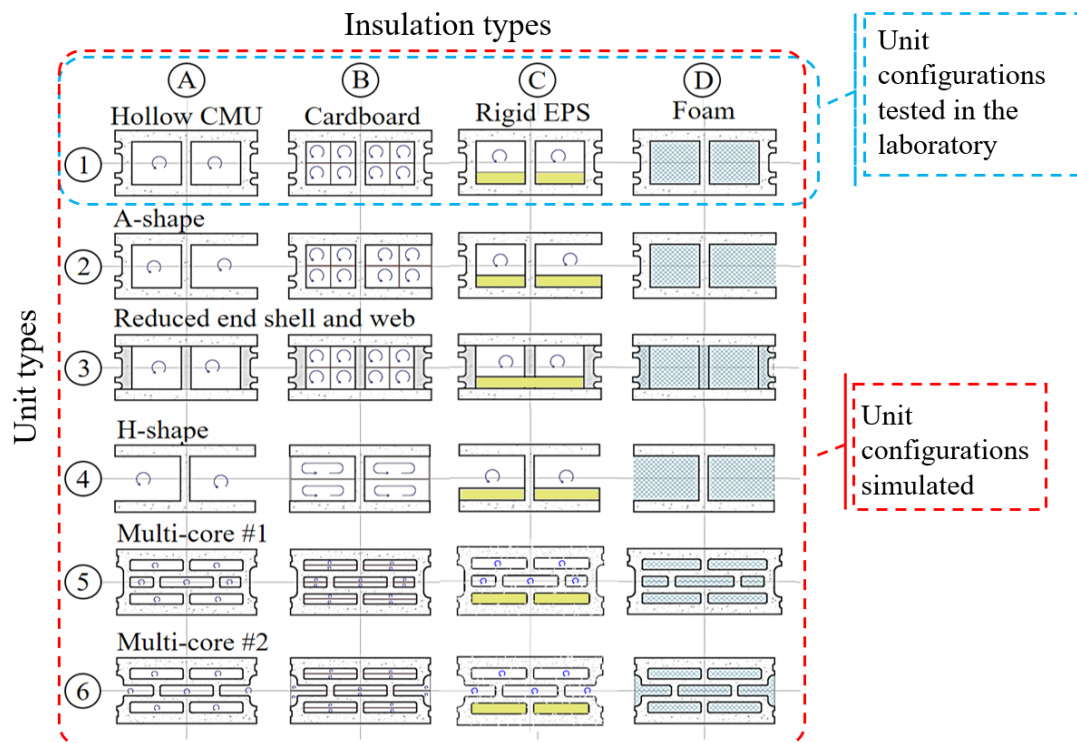 Insulation types
Unit
configurations
tested in the
laboratory
A
B
C
D
Hollow CMU
Cardboard
Rigid EPS
Foam
1
A-shape
2
Reduced end shell and web
3
Unit types
H-shape
4
Unit
configurations
simulated
Multi-core #1
5
Multi-core #2
6